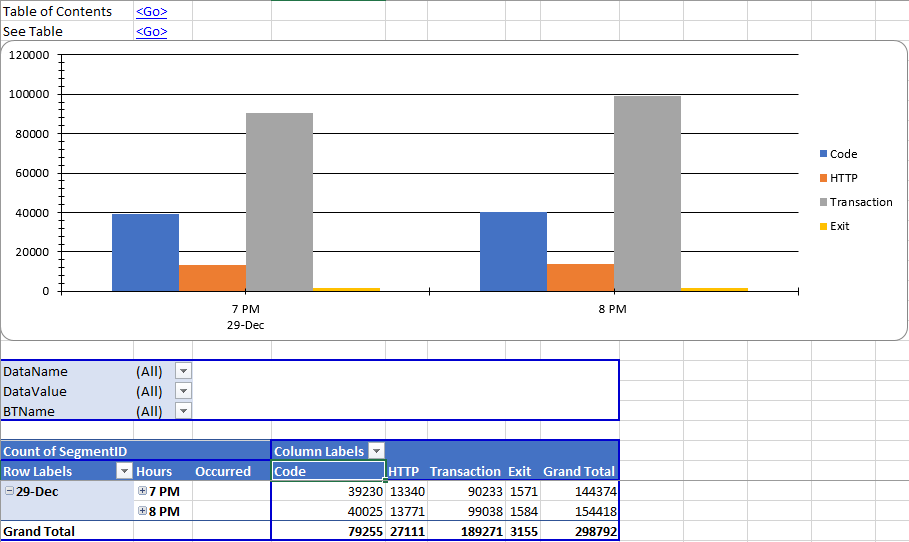 Table of Contents <Go>
See Table <Go>
120000
100000
80000
60000
40000
20000
0
Code
HTTP
Transaction
Exit
7 PM 8 PM
29-Dec
DataName (All)
DataValue (All)
BTName (All)
Count of SegmentID Column Labels
Row Labels Hours Occurred Code HTTP Transaction Exit Grand Total
29-Dec 7 PM 39230 13340 90233 1571 144374
8 PM 40025 13771 99038 1584 154418
Grand Total 79255 27111 189271 3155 298792